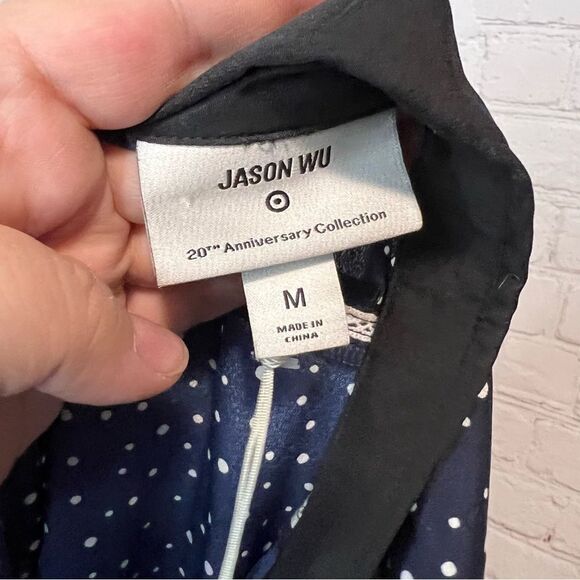 JASON WU
20TH Anniversary Collection
M
MADE IN
CHINA